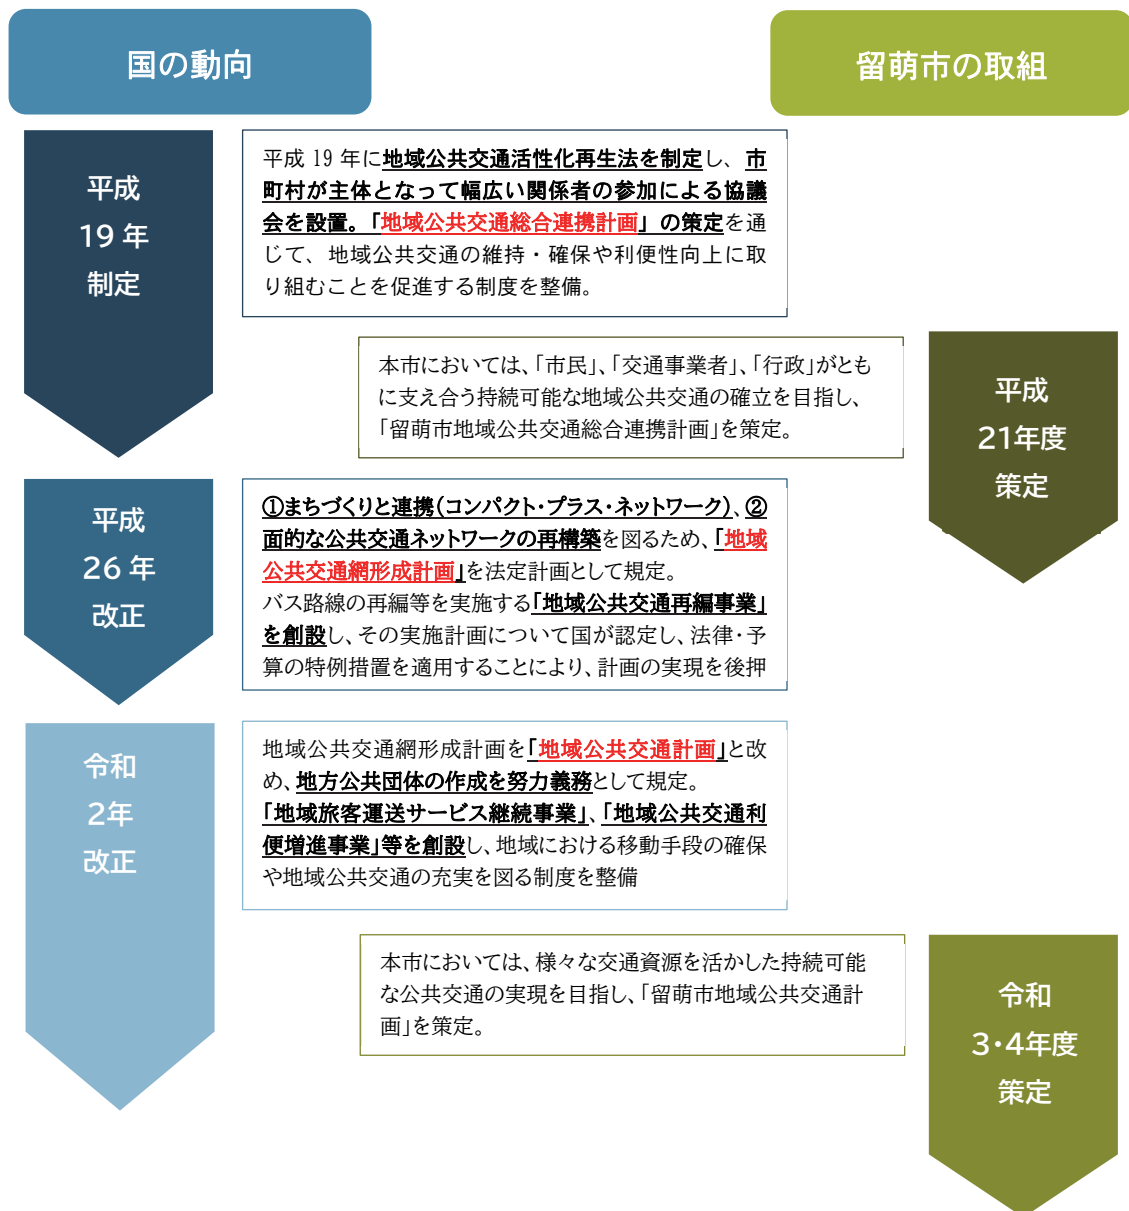 国の動向
留萌市の取組
平成
19 年
制定
平成 19 年に地域公共交通活性化再生法を制定し、市
町村が主体となって幅広い関係者の参加による協議
会を設置。「地域公共交通総合連携計画」の策定を通
じて、地域公共交通の維持・確保や利便性向上に取
り組むことを促進する制度を整備。
本市においては、「市民」、「交通事業者」、「行政」がとも
に支え合う持続可能な地域公共交通の確立を目指し、
「留萌市地域公共交通総合連携計画」を策定。
平成
21年度
策定
平成
26 年
改正
①まちづくりと連携(コンパクト・プラス・ネットワーク)、②
面的な公共交通ネットワークの再構築を図るため、「地域
公共交通網形成計画」を法定計画として規定。
バス路線の再編等を実施する「地域公共交通再編事業」
を創設し、その実施計画について国が認定し、法律・予
算の特例措置を適用することにより、計画の実現を後押
令和
2年
改正
地域公共交通網形成計画を「地域公共交通計画」と改
め、地方公共団体の作成を努力義務として規定。
「地域旅客運送サービス継続事業」、「地域公共交通利
便増進事業」等を創設し、地域における移動手段の確保
や地域公共交通の充実を図る制度を整備
本市においては、様々な交通資源を活かした持続可能
な公共交通の実現を目指し、「留萌市地域公共交通計
画」を策定。
令和
3・4年度
策定